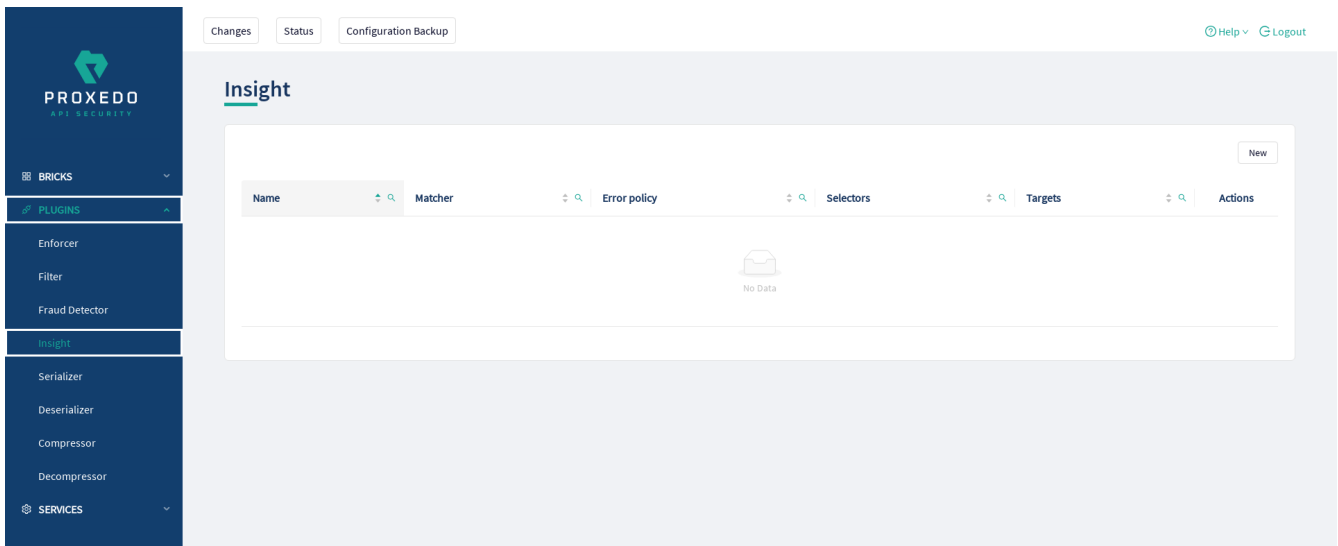 Changes Status Configuration Backup Help Logout
PROXEDO
API SECURITY
Insight
New
BRICKS
PLUGINS
Enforcer
Filter
Fraud Detector
Insight
Serializer
Deserializer
Compressor
Decompressor
SERVICES
Name Matcher Error policy Selectors Targets Actions
No Data